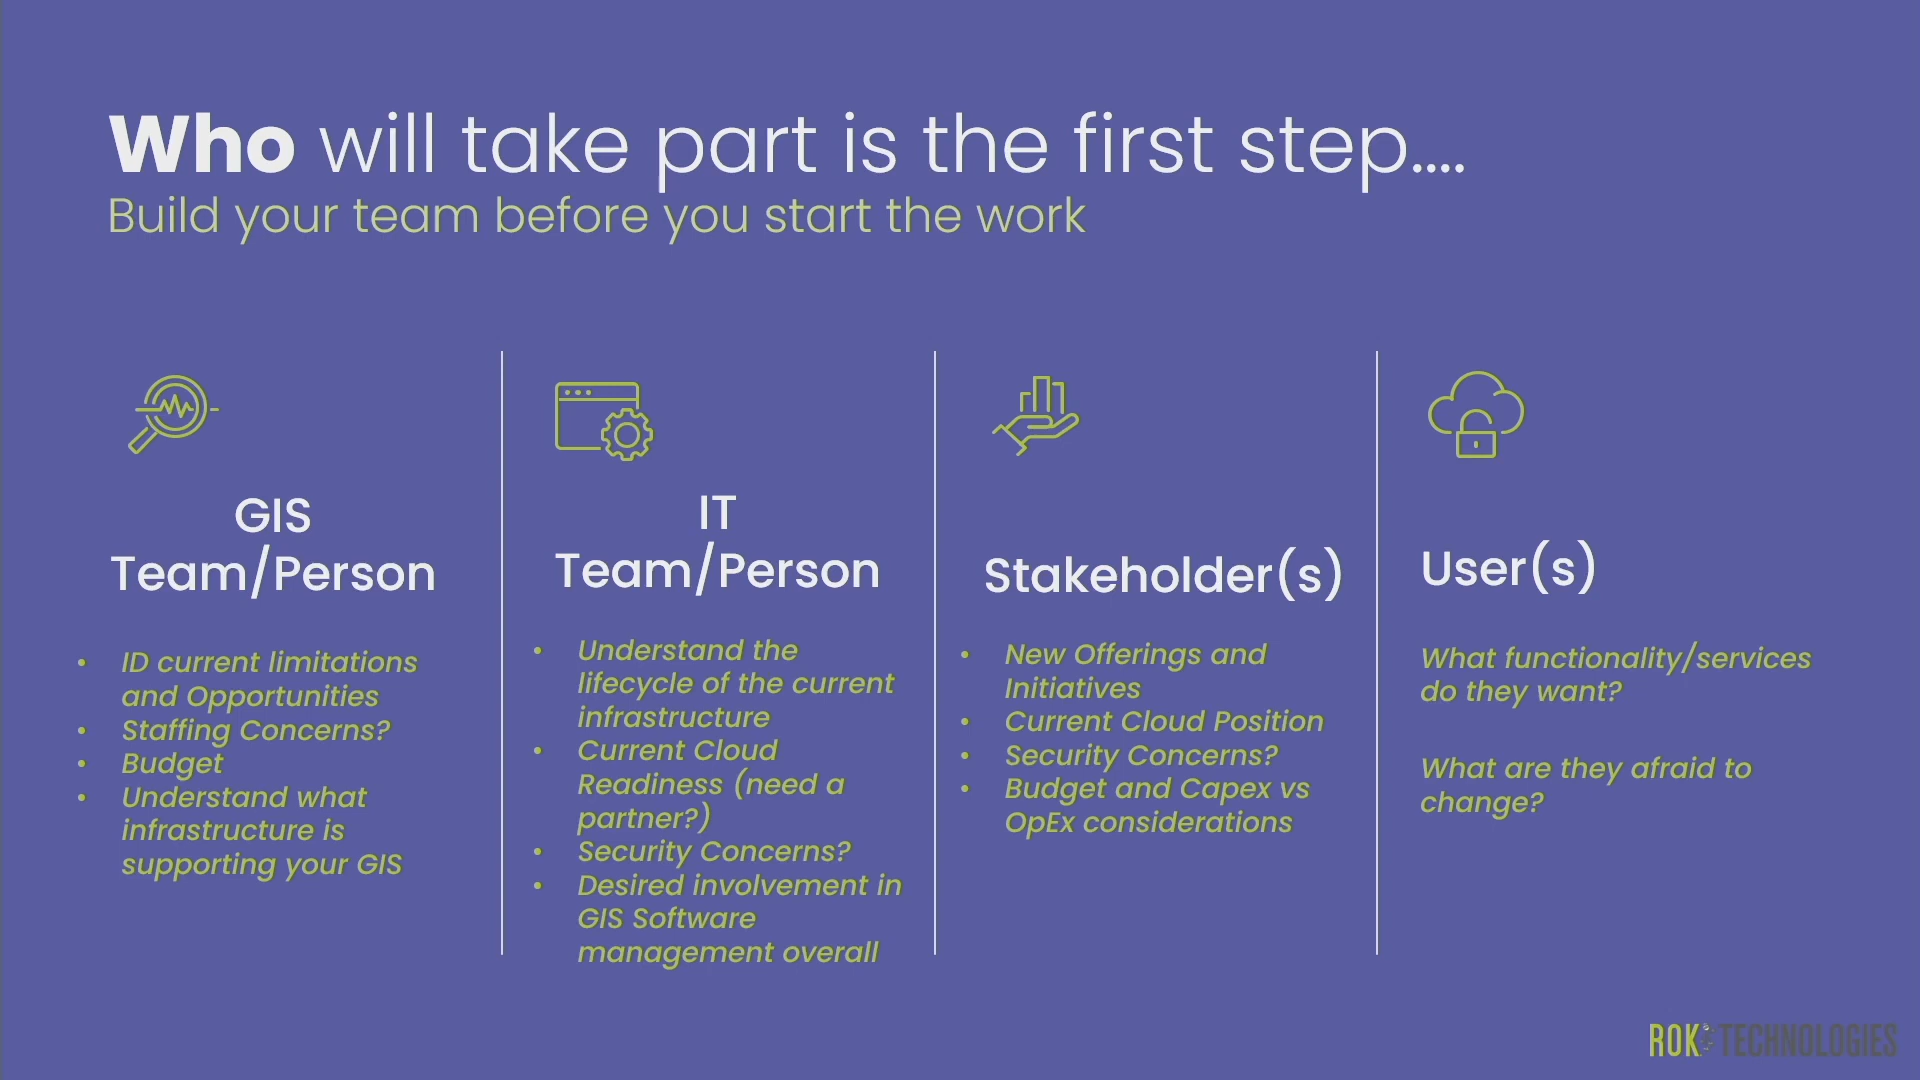 Who will take part is the first step....
Build your team before you start the work
GIS
Team/Person
• ID current limitations
and Opportunities
• Staffing Concerns?
• Budget
• Understand what
infrastructure is
supporting your GIS
IT
Team/Person
• Understand the
lifecycle of the current
infrastructure
• Current Cloud
Readiness (need a
partner?)
• Security Concerns?
• Desired involvement in
GIS Software
management overall
Stakeholder(s)
• New Offerings and
Initiatives
• Current Cloud Position
• Security Concerns?
• Budget and Capex vs
OpEx considerations
User(s)
What functionality/services
do they want?
What are they afraid to
change?
ROK TECHNOLOGIES